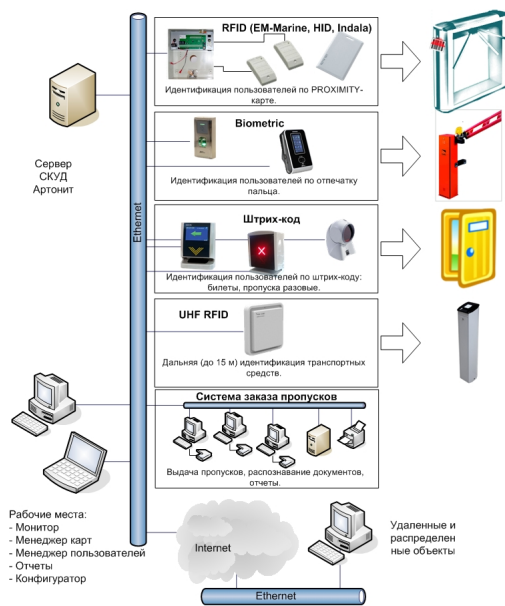 RFID (EM-Marine, HID, Indala)
Идентификация пользователей по PROXIMITY-
карте.
Сервер
СКУД
Артонит
Biometric
Идентификация пользователей по отпечатку
пальца.
Ethernet
Штрих-код
Идентификация пользователей по штрих-коду:
билеты, пропуска разовые.
UHF RFID
Дальняя (до 15 м) идентификация транспортных
средств.
Система заказа пропусков
Выдача пропусков, распознавание документов,
отчеты.
Рабочие места:
- Монитор
- Менеджер карт
- Менеджер пользователей
- Отчеты
- Конфигуратор
Internet
Удаленные и
распределен
ные объекты
Ethernet